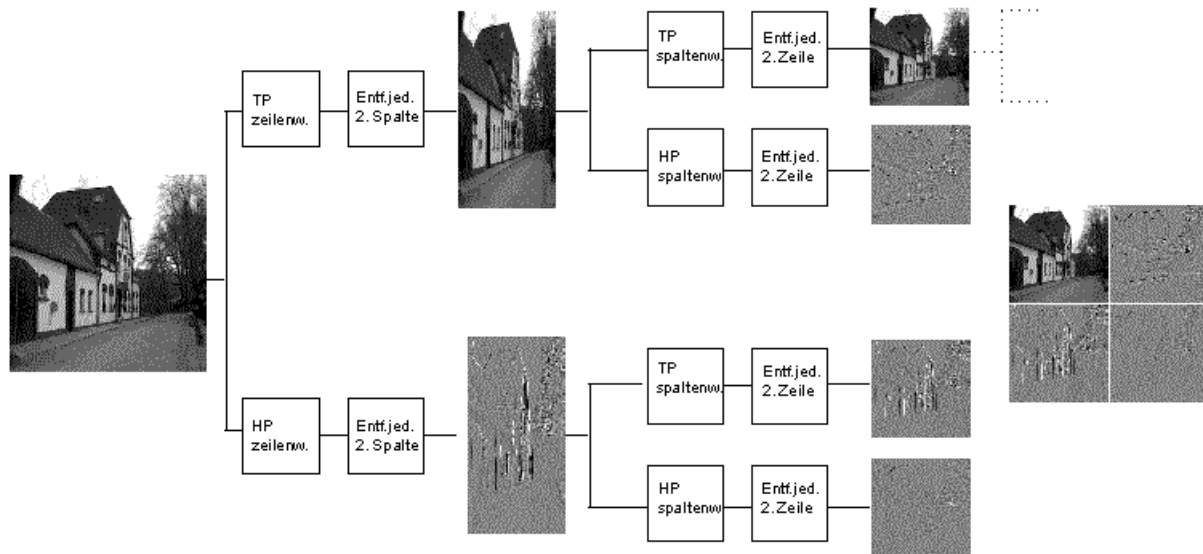 TP
spaltenw.
Entf.jed.
2.Zeile
TP
zeilenw.
Entf.jed.
2.Spalte
HP
spaltenw
Entf.jed.
2.Zeile
TP
spaltenw.
Entf.jed.
2.Zeile
HP
zeilenw.
Entf.jed.
2.Spalte
HP
spaltenw
Entf.jed.
2.Zeile